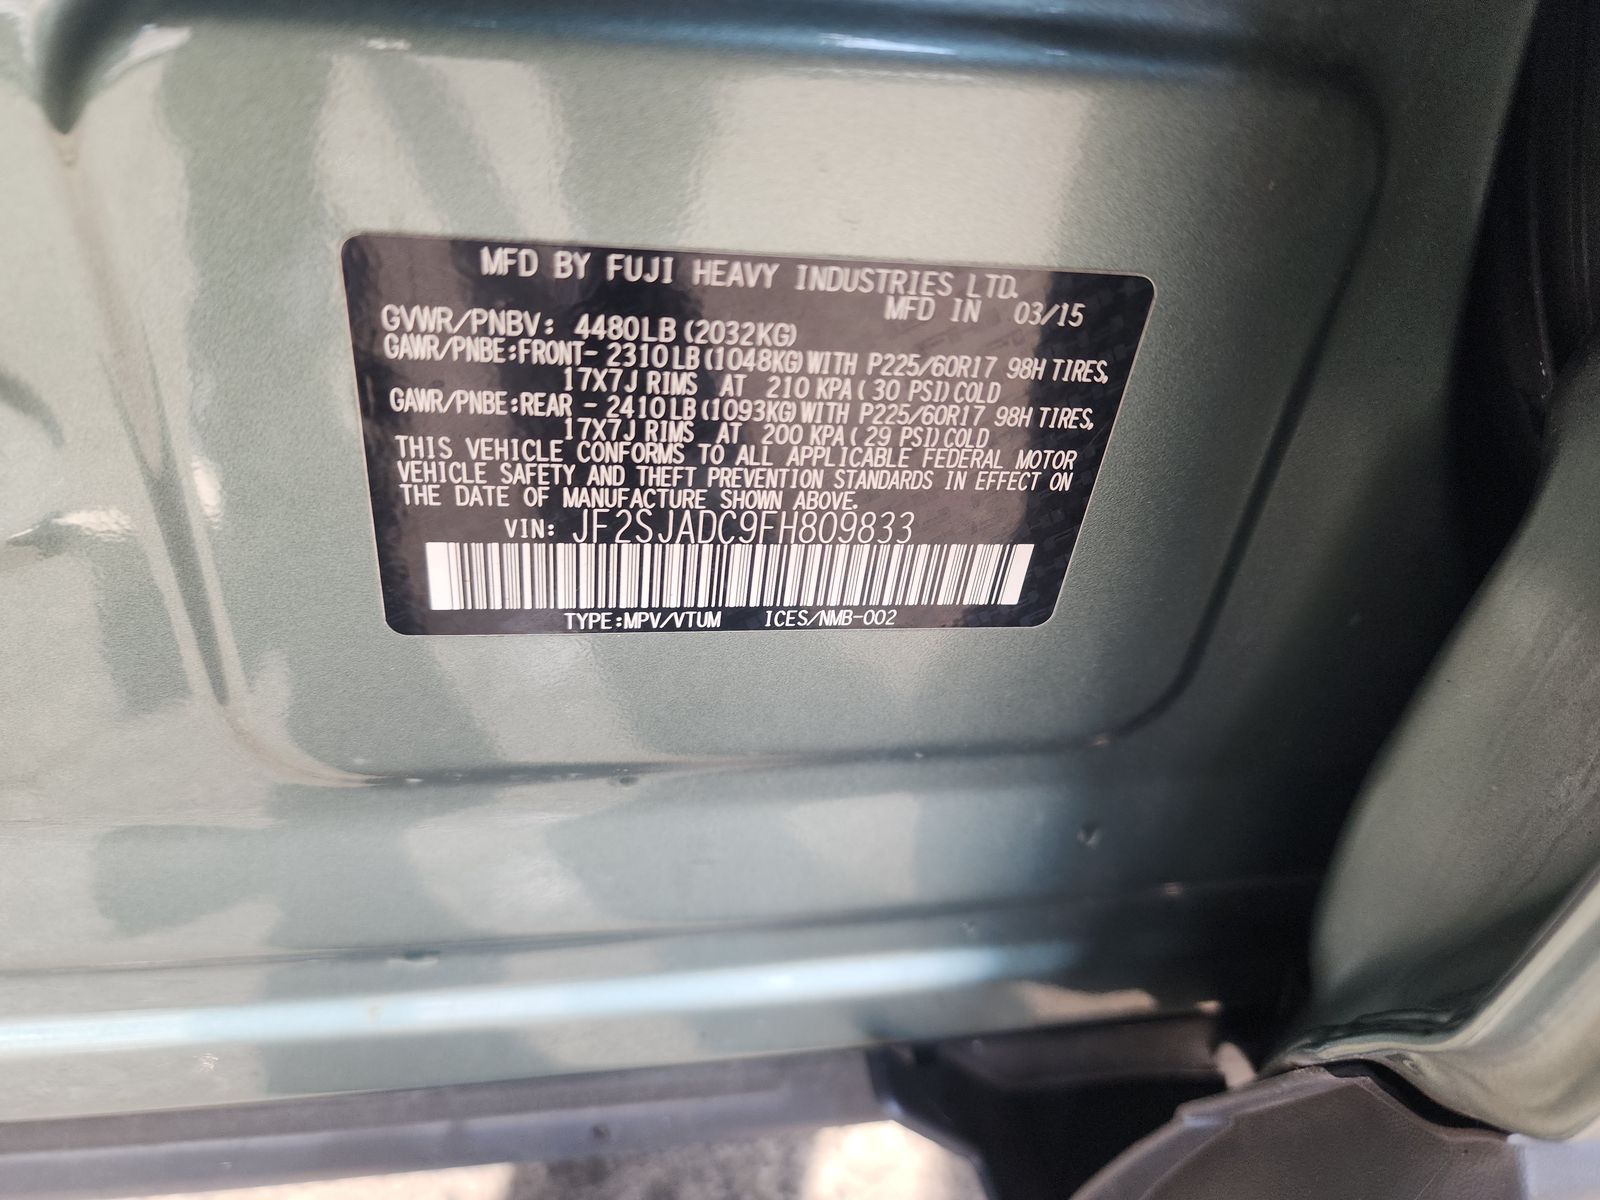 MFD BY FUJI HEAVY INDUSTRIES LTD.
MFD IN 03/15
GVWR/PNBV: 4480LB (2032KG)
GAWR/PNBE:FRONT- 2310LB (1048KG) WITH P225/60R17 98H TIRES,
17X7J RIMS AT 210 KPA ( 30 PSI) COLD
GAWR/PNBE:REAR - 2410LB (1093KG) WITH P225/60R17 98H TIRES,
17X7J RIMS AT 200 KPA ( 29 PSI) COLD
THIS VEHICLE CONFORMS TO ALL APPLICABLE FEDERAL MOTOR
VEHICLE SAFETY AND THEFT PREVENTION STANDARDS IN EFFECT ON
THE DATE OF MANUFACTURE SHOWN ABOVE.
VIN: JF2SJADC9FH809833
TYPE:MPV/VTUM ICES/NMB-002